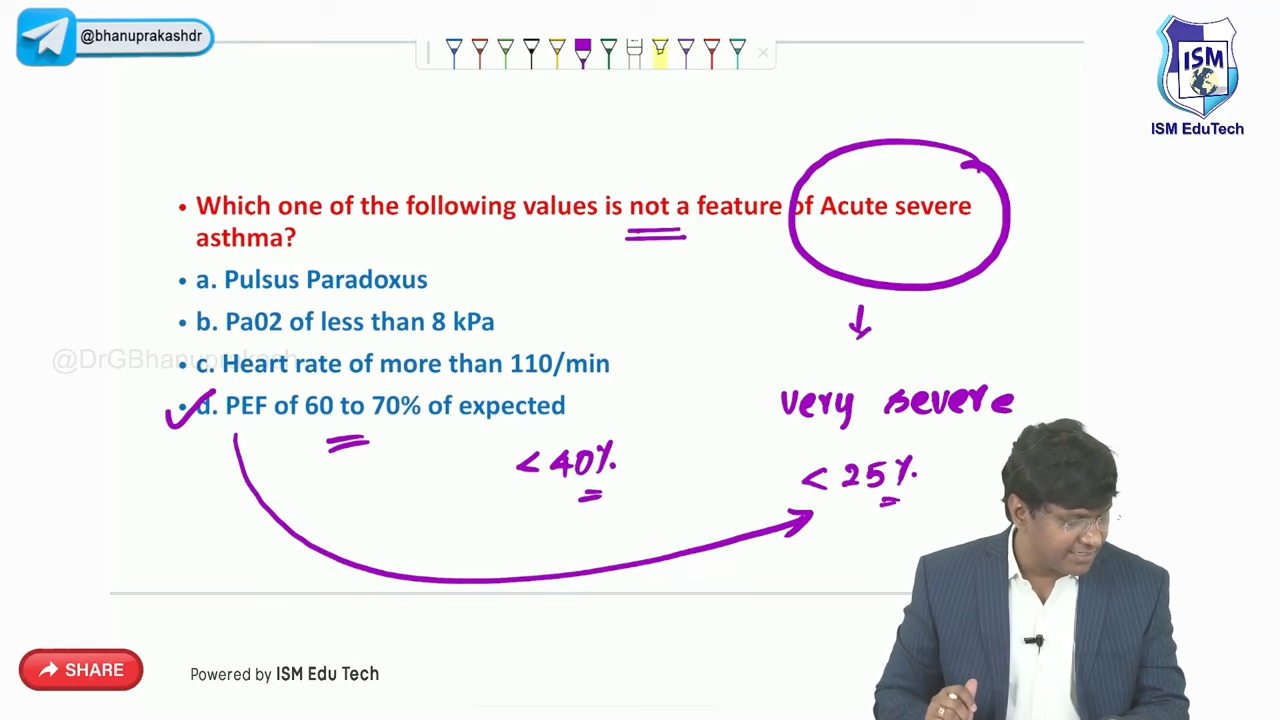 @bhanuprakashdr
ISM
ISM EduTech
• Which one of the following values is not a feature of Acute severe
asthma?
• a. Pulsus Paradoxus
• b. Pa02 of less than 8 kPa
@DrGBhanuprakash
• c. Heart rate of more than 110/min
• d. PEF of 60 to 70% of expected
very severe
< 40%
< 25%
SHARE
Powered by ISM Edu Tech